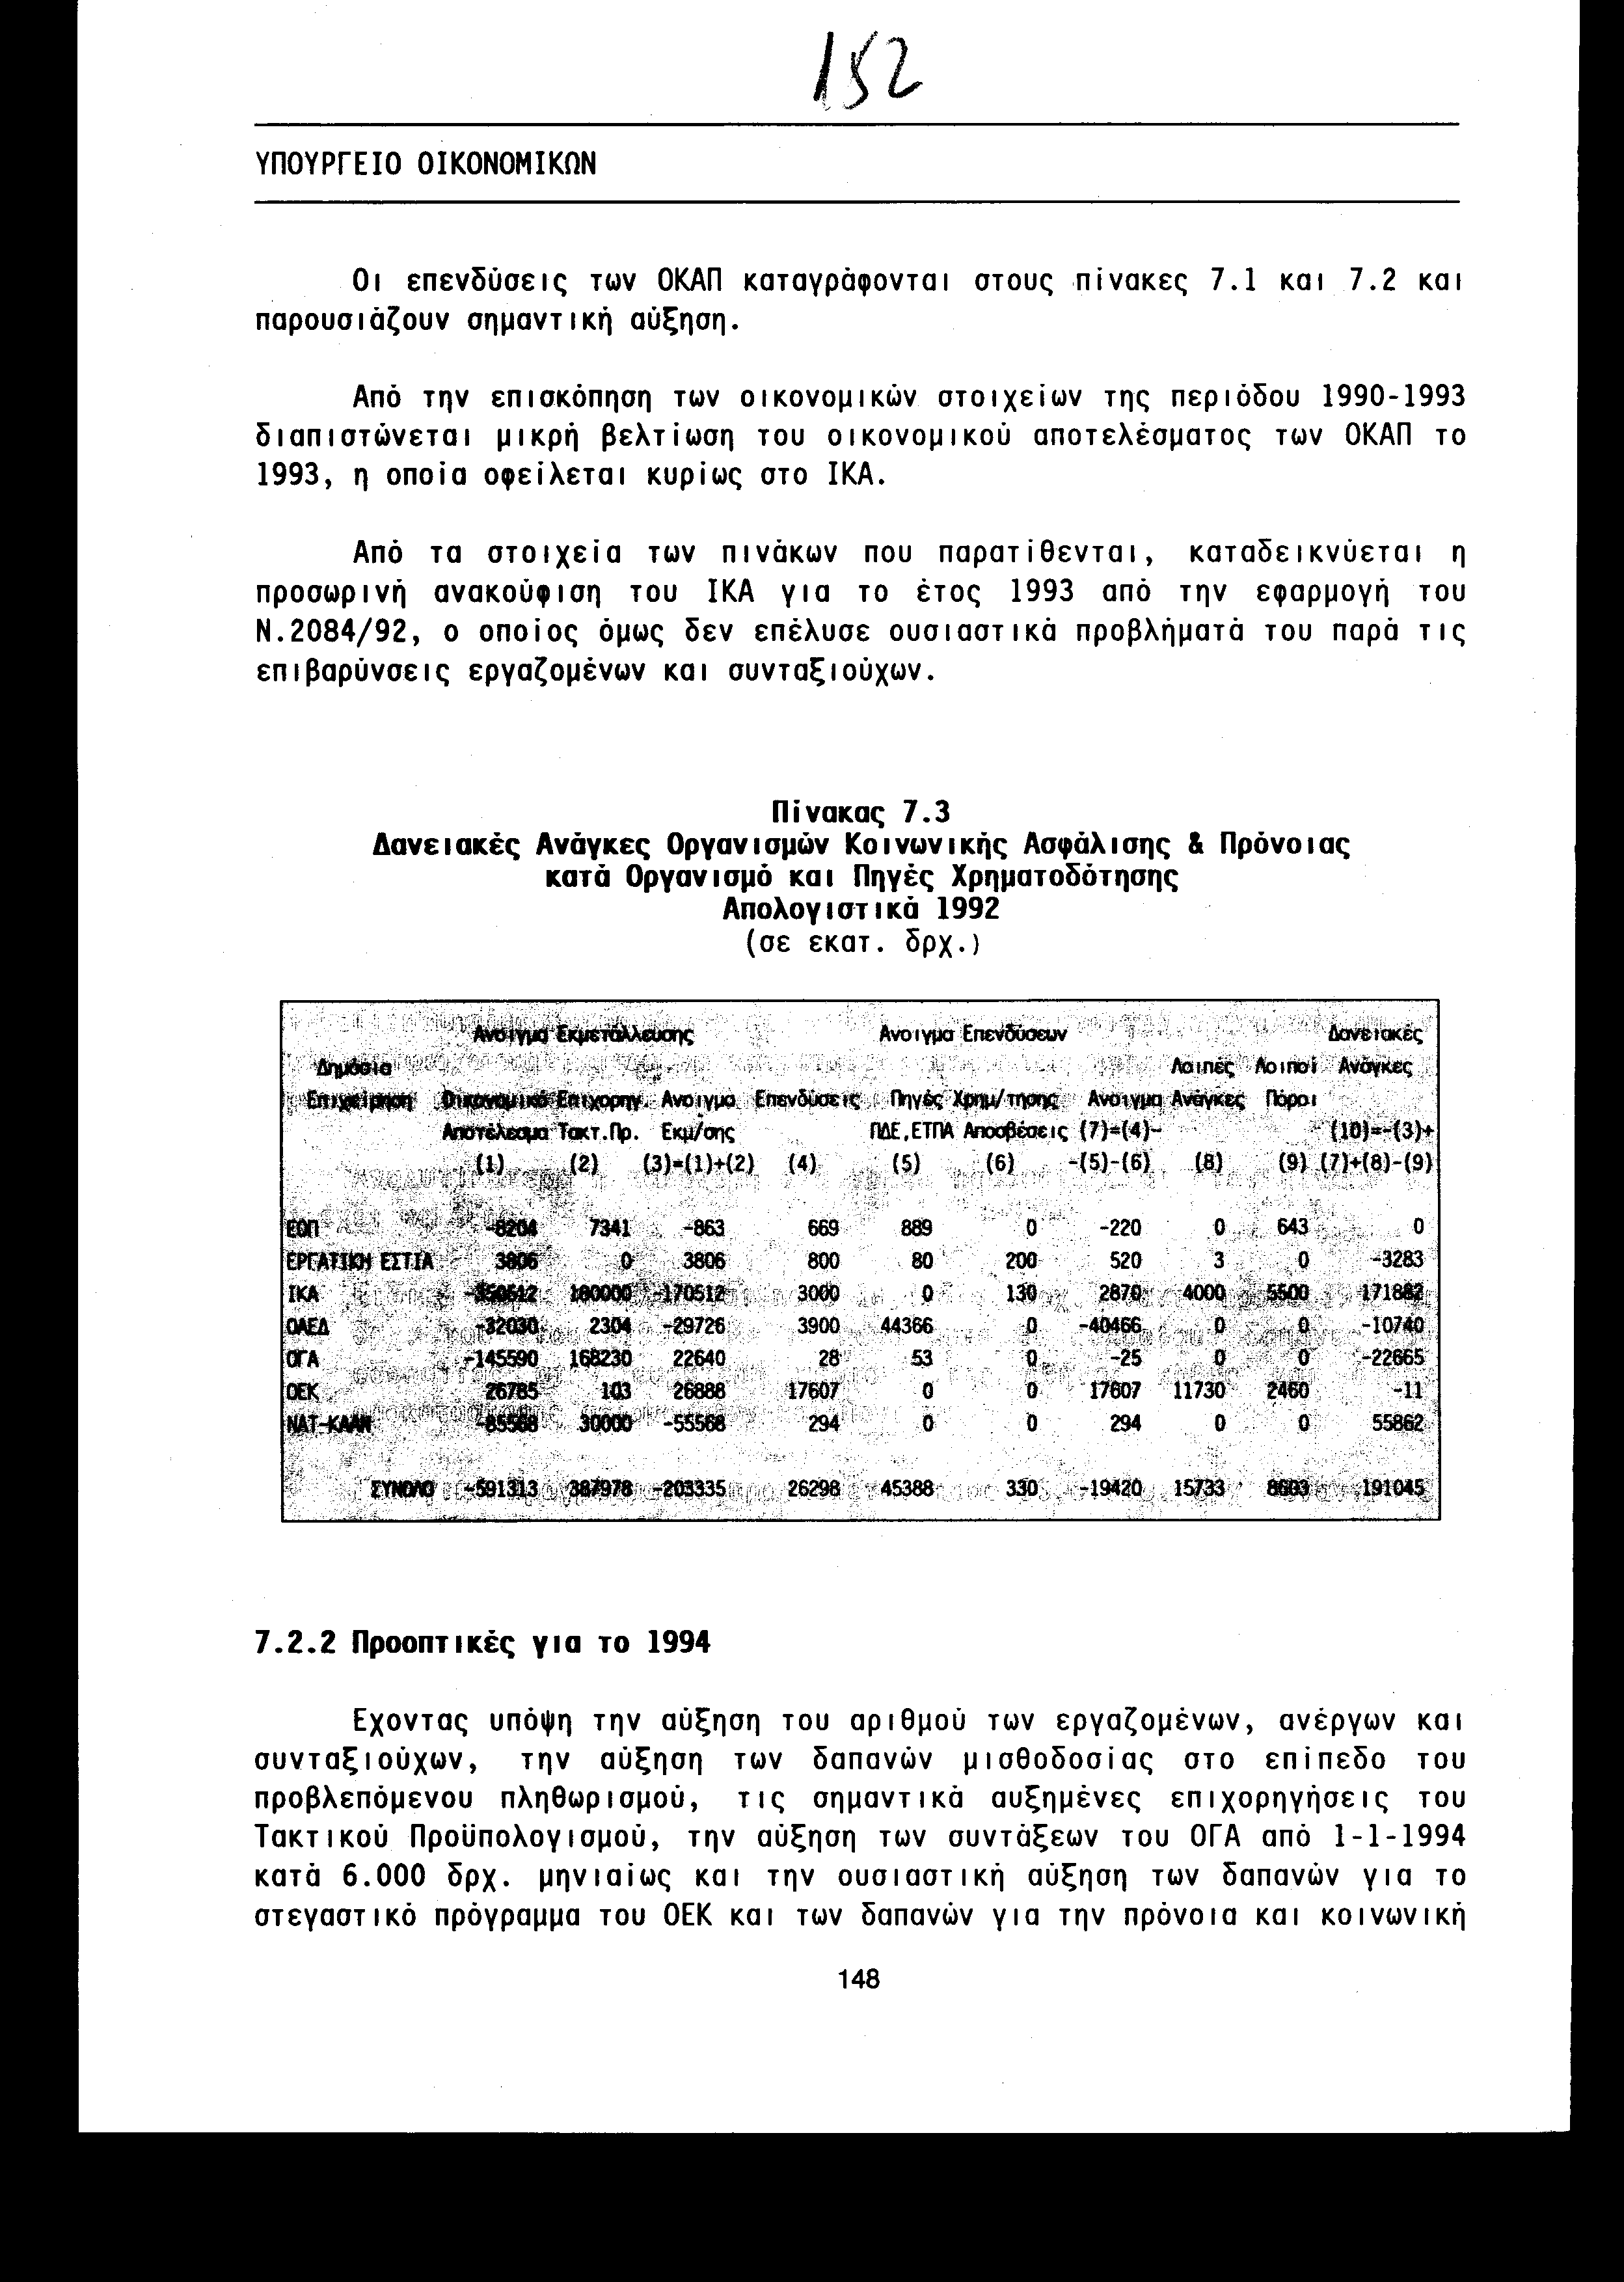 152
ΥΠΟΥΡΓΕΙΟ ΟΙΚΟΝΟΜΙΚΩΝ
Οι επενδύσεις των ΟΚΑΠ καταγράφονται στους πίνακες 7.1 και 7.2 και
παρουσιάζουν σημαντική αύξηση.
Από την επισκόπηση των οικονομικών στοιχείων της περιόδου 1990-1993
διαπιστώνεται μικρή βελτίωση του οικονομικού αποτελέσματος των ΟΚΑΠ το
1993, η οποία οφείλεται κυρίως στο ΙΚΑ.
Από τα στοιχεία των πινάκων που παρατίθενται, καταδεικνύεται η
προσωρινή ανακούφιση του ΙΚΑ για το έτος 1993 από την εφαρμογή του
Ν.2084/92, ο οποίος όμως δεν επέλυσε ουσιαστικά προβλήματά του παρά τις
επιβαρύνσεις εργαζομένων και συνταξιούχων.
Πίνακας 7.3
Δανειακές Ανάγκες Οργανισμών Κοινωνικής Ασφάλισης & Πρόνοιας
κατά Οργανισμό και Πηγές Χρηματοδότησης
Απολογιστικά 1992
(σε εκατ. δρχ.)
Ανοιγμα Εκμετάλλευσης Ανοιγμα Επενδύσεων Δανειακές
Δημόσια Λοιπές Λοιποί Ανάγκες
Επιχείρηση Οικονομικό Επιχορηγ. Ανοιγμα Επενδύσεις Πηγές Χρημ/τησης Ανοιγμα Ανάγκες Πόροι
Αποτέλεσμα Τακτ.Πρ. Εκμ/σης ΠΔΕ,ΕΤΠΑ Αποσβέσεις (7)=(4)- (10)=-(3)+
(1) (2) (3)=(1)+(2) (4) (5) (6) -(5)-(6) (8) (9) (7)+(8)-(9)
ΕΟΠ -8204 7341 -863 669 889 0 -220 0 643 0
ΕΡΓΑΤΙΚΗ ΕΣΤΙΑ 3806 0 3806 800 80 200 520 3 0 -3283
ΙΚΑ -350512 180000 -170512 3000 0 130 2870 4000 5500 171882
ΟΑΕΔ -32030 2304 -29726 3900 44366 0 -40466 0 0 -10740
ΟΓΑ -145590 168230 22640 28 53 0 -25 0 0 -22665
ΟΕΚ 26785 103 26888 17607 0 0 17607 11730 2460 -11
ΝΑΤ-ΚΑΑΝ -85568 30000 -55568 294 0 0 294 0 0 55862
ΣΥΝΟΛΟ -591313 387978 -203335 26298 45388 330 -19420 15733 8603 191045
7.2.2 Προοπτικές για το 1994
Εχοντας υπόψη την αύξηση του αριθμού των εργαζομένων, ανέργων και
συνταξιούχων, την αύξηση των δαπανών μισθοδοσίας στο επίπεδο του
προβλεπόμενου πληθωρισμού, τις σημαντικά αυξημένες επιχορηγήσεις του
Τακτικού Προϋπολογισμού, την αύξηση των συντάξεων του ΟΓΑ από 1-1-1994
κατά 6.000 δρχ. μηνιαίως και την ουσιαστική αύξηση των δαπανών για το
στεγαστικό πρόγραμμα του ΟΕΚ και των δαπανών για την πρόνοια και κοινωνική
148